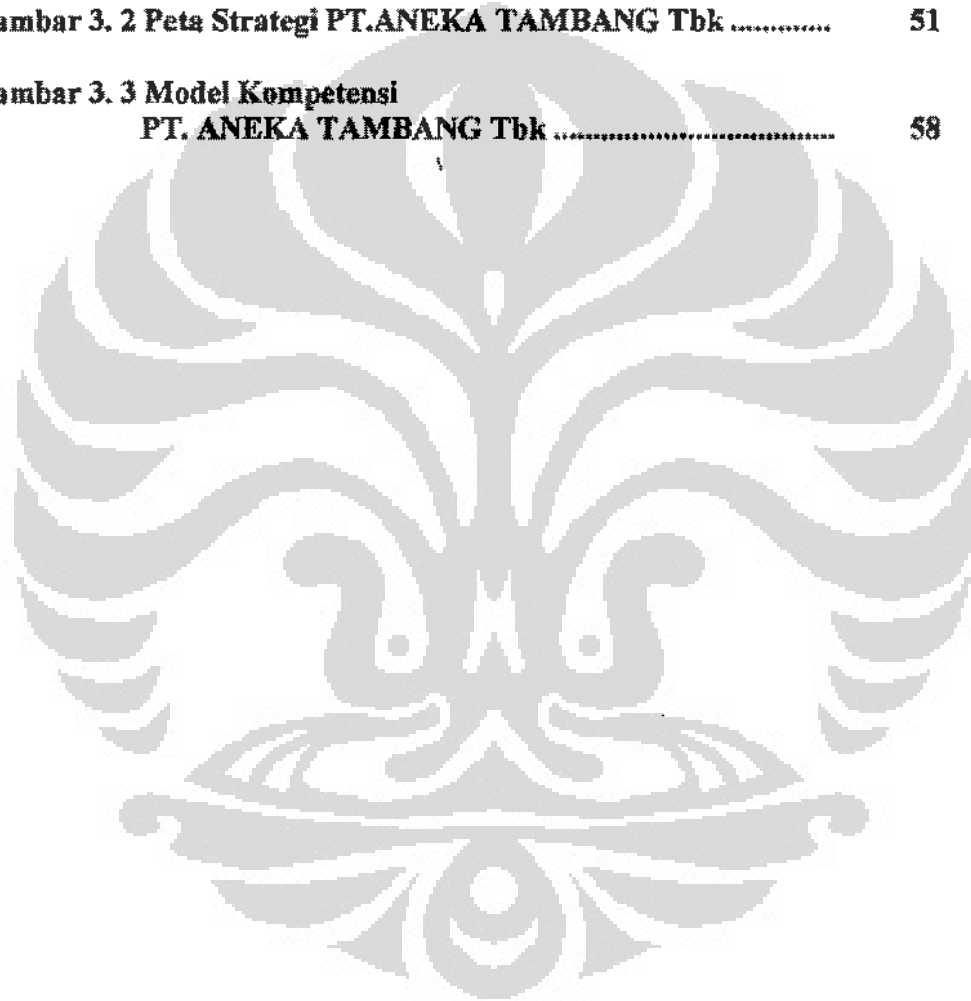 ambar 3. 2 Peta Strategi PT.ANEKA TAMBANG Tbk ............. 51
ambar 3. 3 Model Kompetensi
PT. ANEKA TAMBANG Tbk .................................... 58